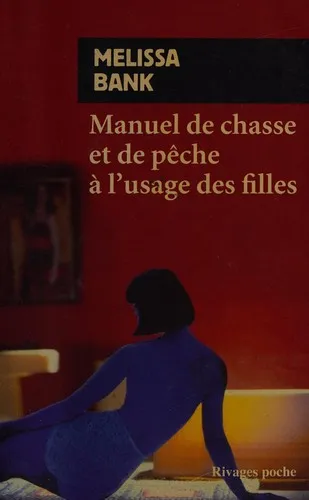 MELISSA
BANK
Manuel de chasse
et de pêche
à l'usage des filles
Rivages poche